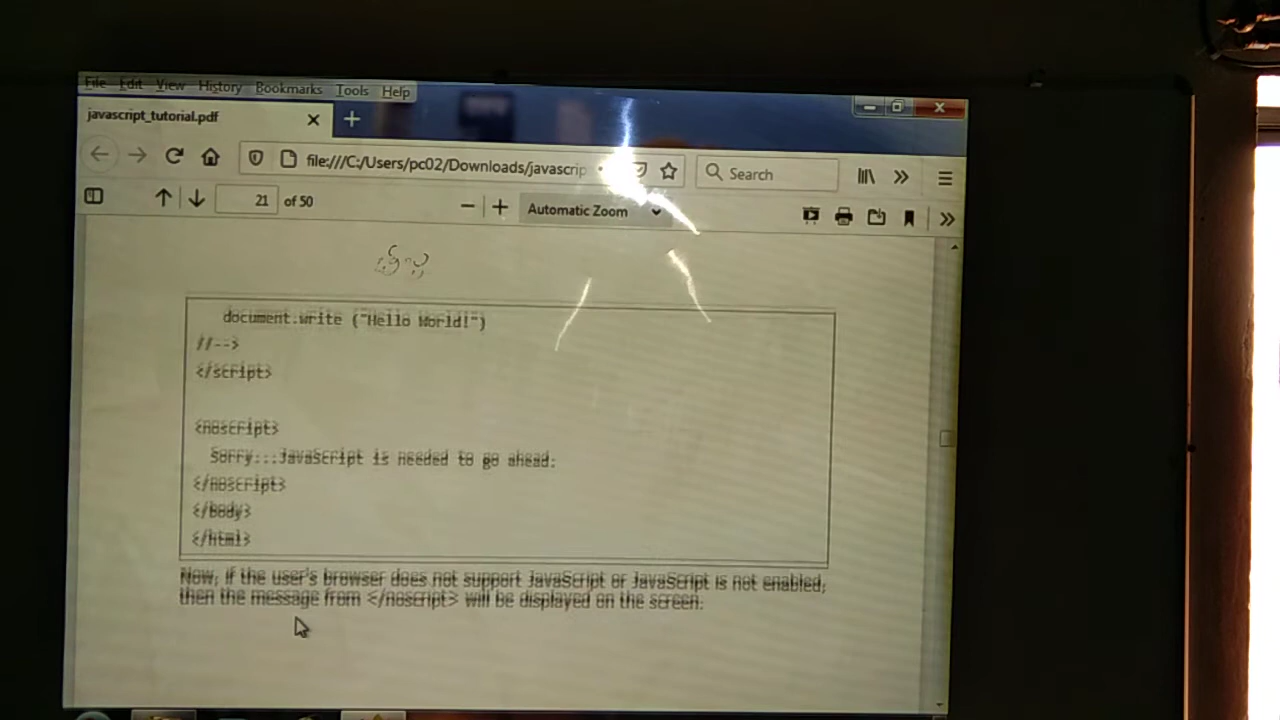 File Edit View History Bookmarks Tools Help
javascript_tutorial.pdf
file:///C:/Users/pc02/Downloads/javascrip
Search
21 of 50
Automatic Zoom
document.write ("Hello World!")
//-->
</script>
<noscript>
Sorry...JavaScript is needed to go ahead.
</noscript>
</body>
</html>
Now, if the user's browser does not support JavaScript or JavaScript is not enabled,
then the message from </noscript> will be displayed on the screen.